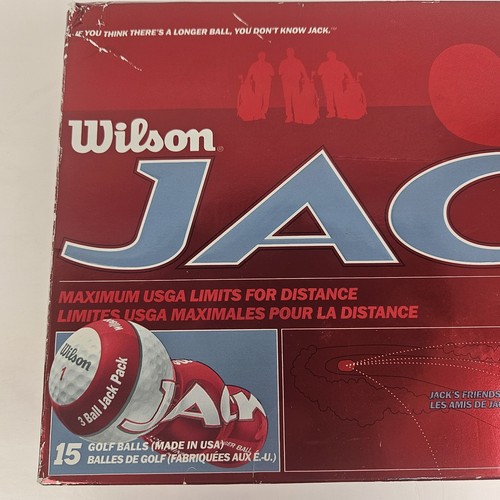 IF YOU THINK THERE'S A LONGER BALL, YOU DON'T KNOW JACK.™
Wilson®
JAC
MAXIMUM USGA LIMITS FOR DISTANCE
LIMITES USGA MAXIMALES POUR LA DISTANCE
Wilson
1
3 Ball Jack Pack
JACK
JACK'S FRIENDS
LES AMIS DE JA
15 GOLF BALLS (MADE IN USA)
BALLES DE GOLF (FABRIQUÉES AUX É.-U.)